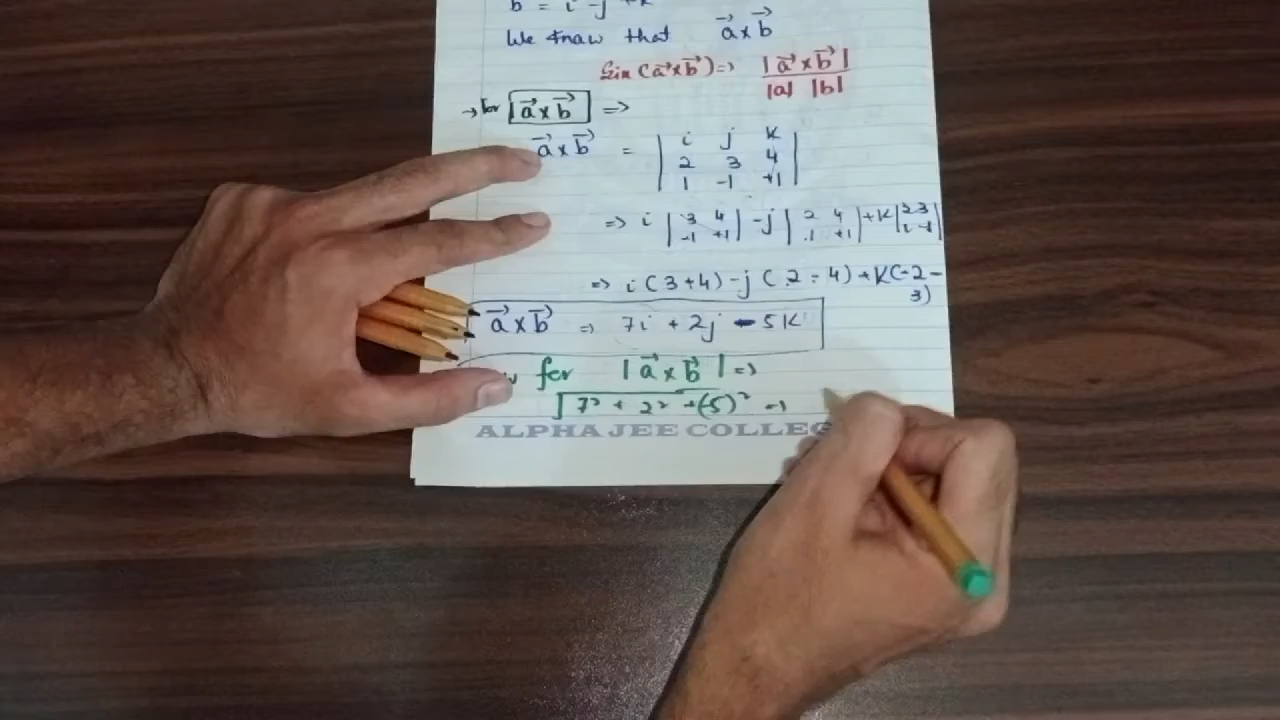 b = i - j + k
We know that a⃗ x b⃗
Sin (a⃗ x b⃗) => |a⃗ x b⃗| / |a| |b|
→ for |a⃗ x b⃗| =>
a⃗ x b⃗ = | i j k |
| 2 3 4 |
| 1 -1 +1 |
=> i | 3 4 | - j | 2 4 | + K | 2 3 |
| -1 +1 | | 1 +1 | | 1 -1 |
=> i (3+4) - j (2 - 4) + K (-2 -
3)
a⃗ x b⃗ => 7i + 2j - 5K
for |a⃗ x b⃗| =>
√7² + 2² + (-5)² =>
ALPHA JEE COLLEG